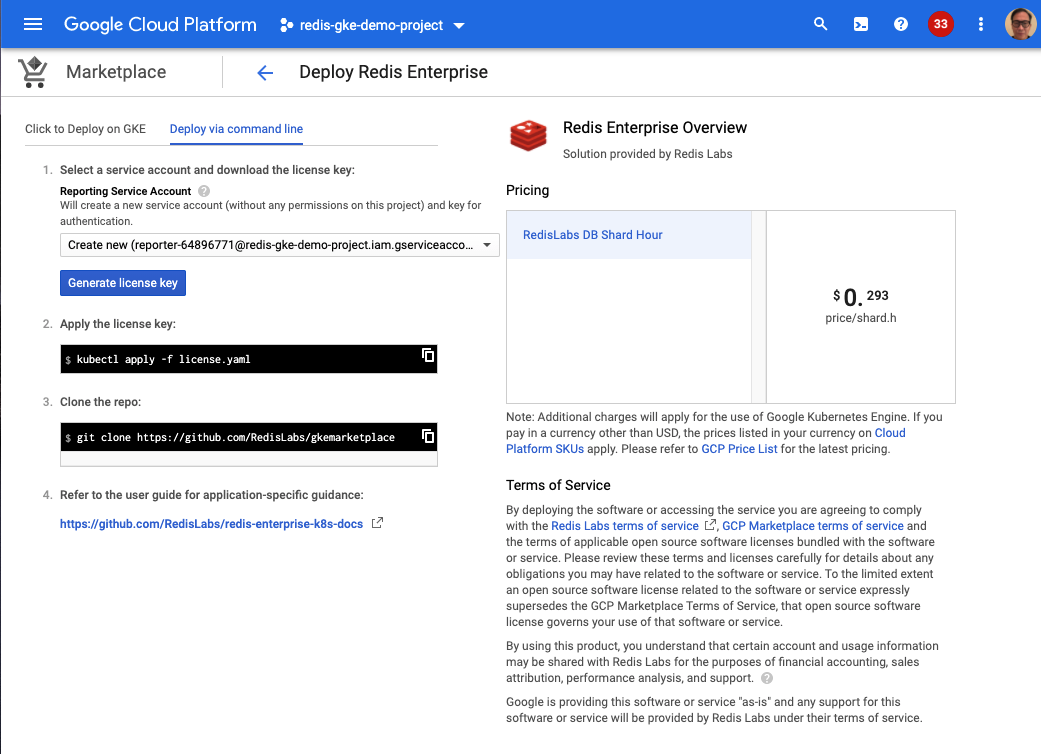 Google Cloud Platform
redis-gke-demo-project
33
Marketplace
Deploy Redis Enterprise
Click to Deploy on GKE
Deploy via command line
1. Select a service account and download the license key:
Reporting Service Account
Will create a new service account (without any permissions on this project) and key for
authentication.
Create new (reporter-64896771@redis-gke-demo-project.iam.gserviceacco...
Generate license key
2. Apply the license key:
$ kubectl apply -f license.yaml
3. Clone the repo:
$ git clone https://github.com/RedisLabs/gkemarketplace
4. Refer to the user guide for application-specific guidance:
https://github.com/RedisLabs/redis-enterprise-k8s-docs
Redis Enterprise Overview
Solution provided by Redis Labs
Pricing
RedisLabs DB Shard Hour
$0.293
price/shard.h
Note: Additional charges will apply for the use of Google Kubernetes Engine. If you
pay in a currency other than USD, the prices listed in your currency on Cloud
Platform SKUs apply. Please refer to GCP Price List for the latest pricing.
Terms of Service
By deploying the software or accessing the service you are agreeing to comply
with the Redis Labs terms of service, GCP Marketplace terms of service and
the terms of applicable open source software licenses bundled with the software
or service. Please review these terms and licenses carefully for details about any
obligations you may have related to the software or service. To the limited extent
an open source software license related to the software or service expressly
supersedes the GCP Marketplace Terms of Service, that open source software
license governs your use of that software or service.
By using this product, you understand that certain account and usage information
may be shared with Redis Labs for the purposes of financial accounting, sales
attribution, performance analysis, and support.
Google is providing this software or service "as-is" and any support for this
software or service will be provided by Redis Labs under their terms of service.